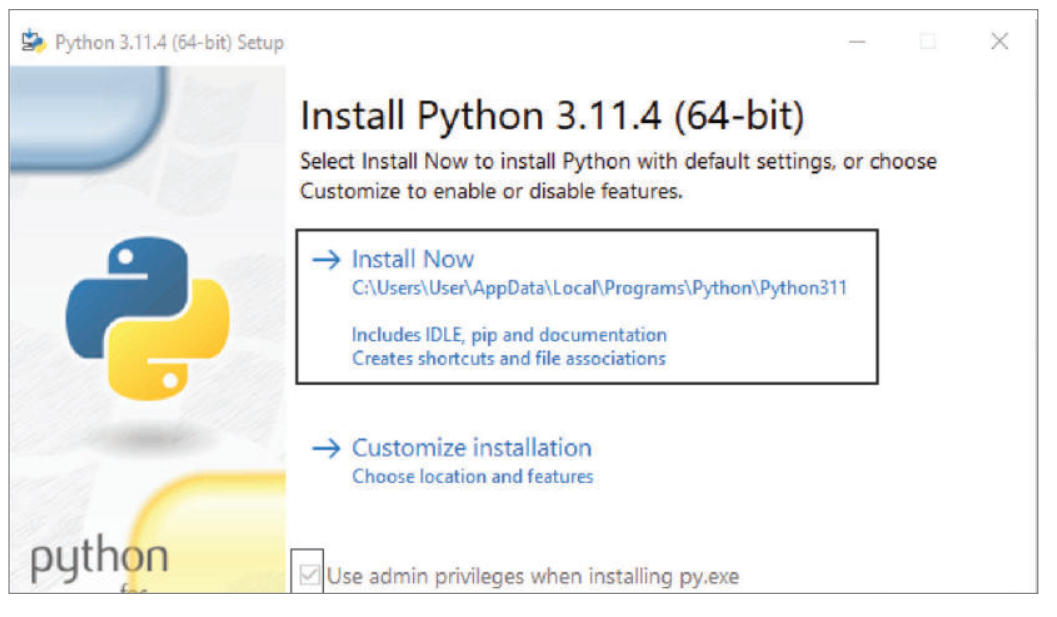 Python 3.11.4 (64-bit) Setup
Install Python 3.11.4 (64-bit)
Select Install Now to install Python with default settings, or choose
Customize to enable or disable features.
Install Now
C:\Users\User\AppData\Local\Programs\Python\Python311
Includes IDLE, pip and documentation
Creates shortcuts and file associations
Customize installation
Choose location and features
python
Use admin privileges when installing py.exe